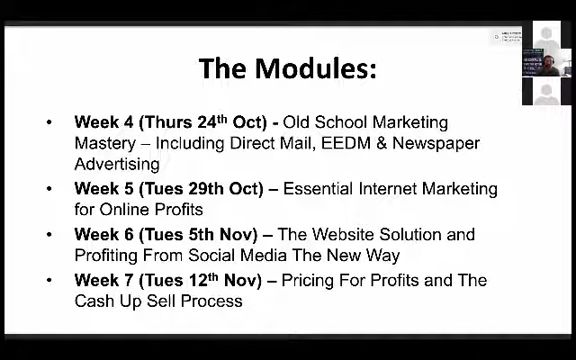 The Modules:
• Week 4 (Thurs 24th Oct) - Old School Marketing
Mastery – Including Direct Mail, EEDM & Newspaper
Advertising
• Week 5 (Tues 29th Oct) – Essential Internet Marketing
for Online Profits
• Week 6 (Tues 5th Nov) – The Website Solution and
Profiting From Social Media The New Way
• Week 7 (Tues 12th Nov) – Pricing For Profits and The
Cash Up Sell Process